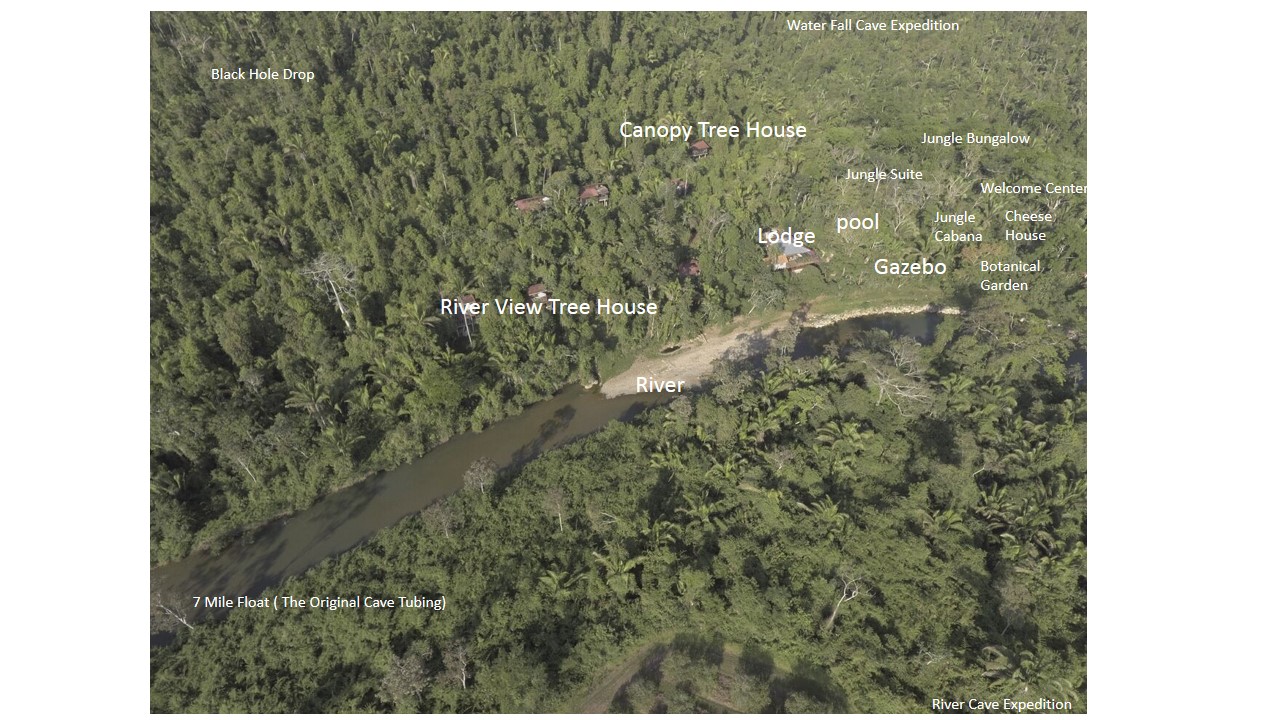 Water Fall Cave Expedition
Black Hole Drop
Canopy Tree House
Jungle Bungalow
Jungle Suite
Welcome Center
pool
Jungle
Cabana
Cheese
House
Lodge
Gazebo
Botanical
Garden
River View Tree House
River
7 Mile Float ( The Original Cave Tubing)
River Cave Expedition